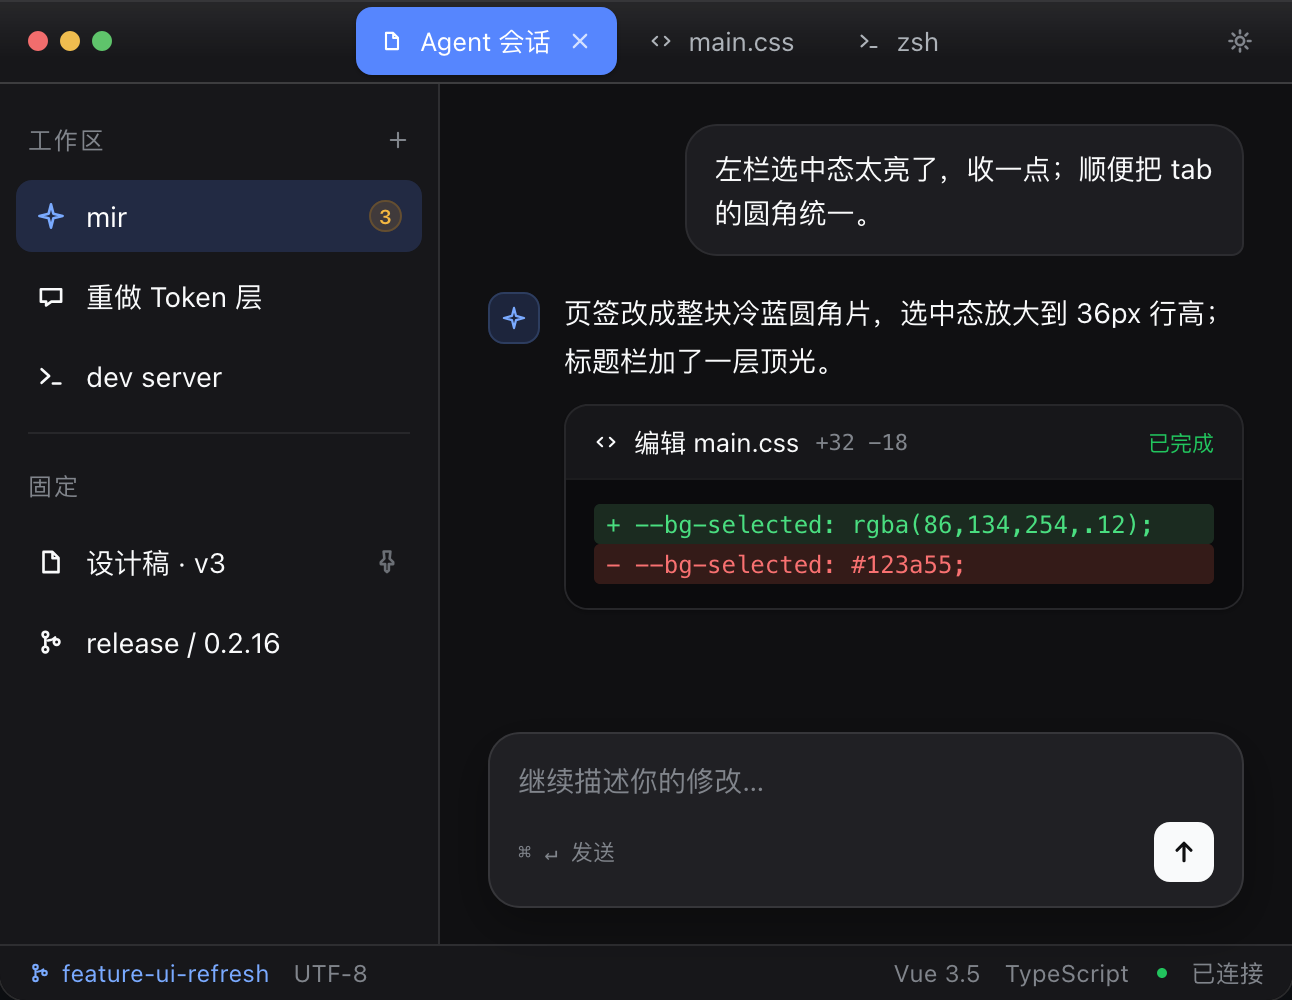 Agent 会话
main.css
zsh
工作区
mir
3
重做 Token 层
dev server
固定
设计稿 · v3
release / 0.2.16
左栏选中态太亮了，收一点；顺便把 tab
的圆角统一。
页签改成整块冷蓝圆角片，选中态放大到 36px 行高；
标题栏加了一层顶光。
编辑 main.css +32 −18
已完成
+ --bg-selected: rgba(86,134,254,.12);
− --bg-selected: #123a55;
继续描述你的修改…
⌘ ↵ 发送
feature-ui-refresh UTF-8
Vue 3.5 TypeScript 已连接